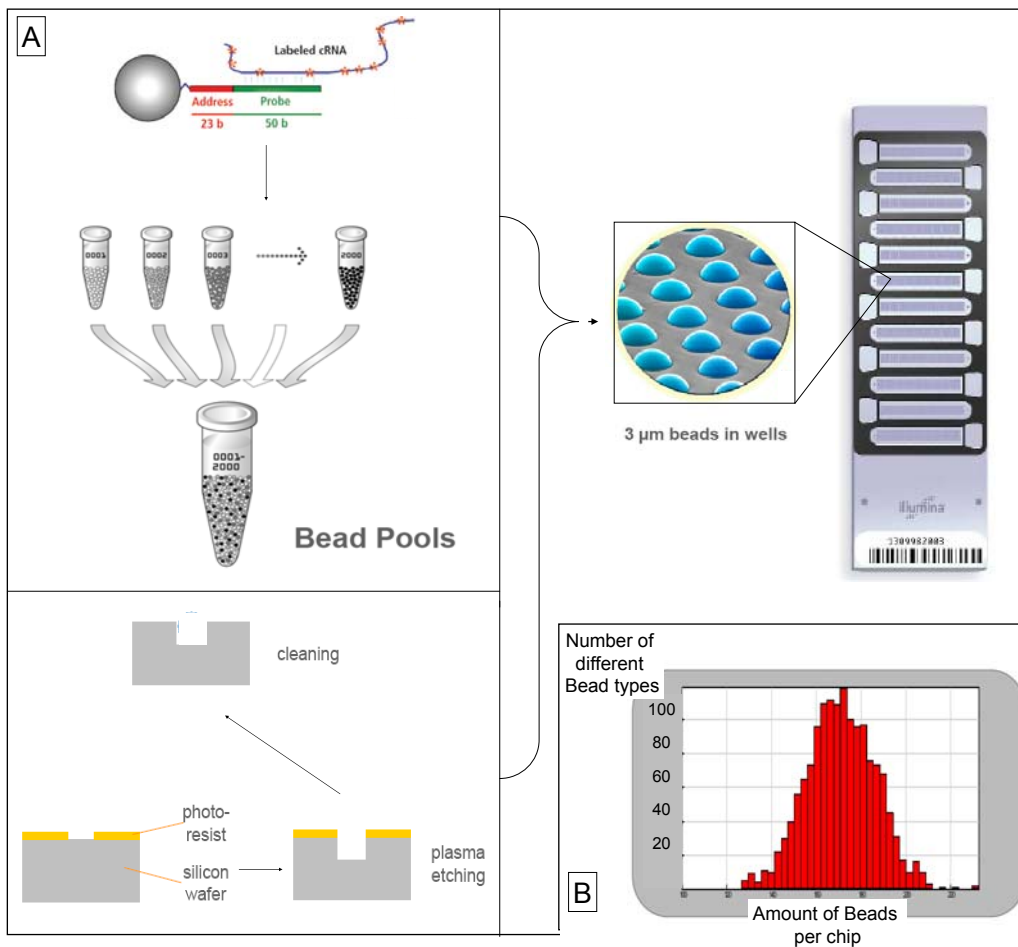 A
Labeled cRNA
Address
Probe
23 b
50 b
0001
0002
0003
2000
0001-
2000
Bead Pools
3 µm beads in wells
illumina
1309982003
cleaning
photo-
resist
silicon
wafer
plasma
etching
B
Number of
different
Bead types
100
80
60
40
20
Amount of Beads
per chip